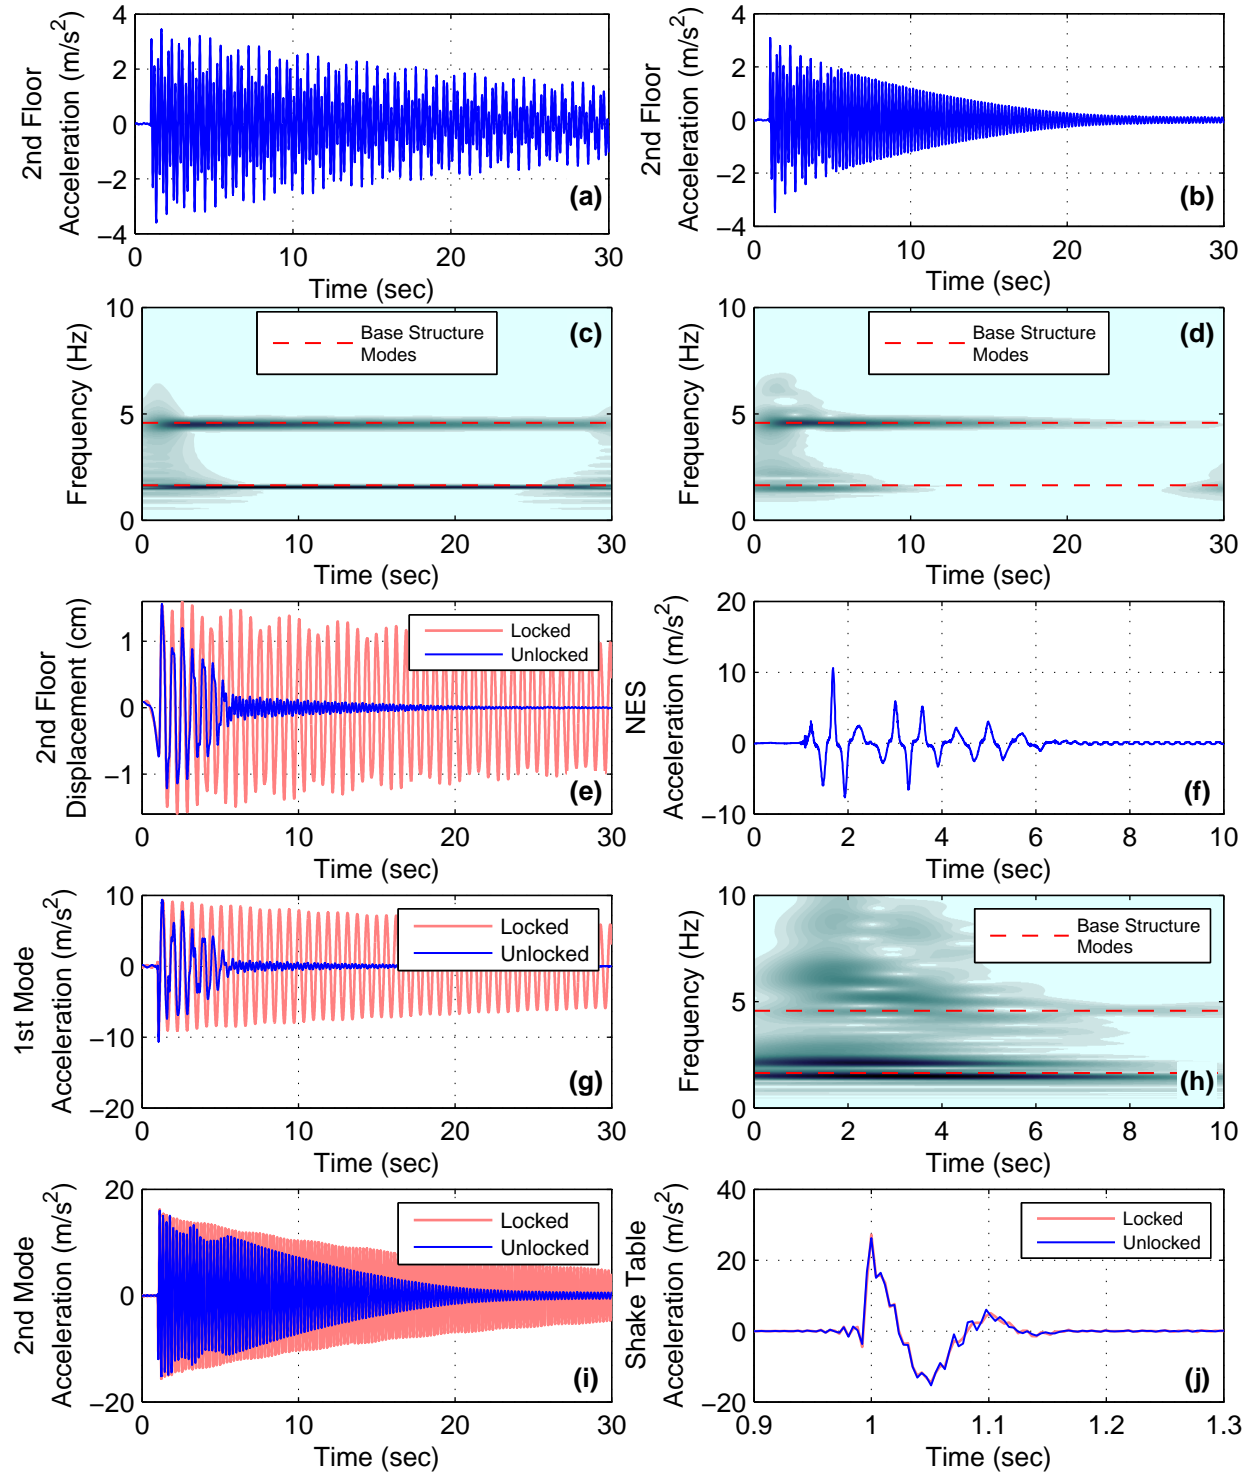 2nd Floor
Acceleration (m/s²)
4
2
0
−2
−4
0
10
20
30
Time (sec)
(a)
2nd Floor
Acceleration (m/s²)
4
2
0
−2
−4
0
10
20
30
Time (sec)
(b)
Frequency (Hz)
10
5
0
0
10
20
30
Time (sec)
Base Structure
Modes
(c)
Frequency (Hz)
10
5
0
0
10
20
30
Time (sec)
Base Structure
Modes
(d)
2nd Floor
Displacement (cm)
1
0
−1
0
10
20
30
Time (sec)
Locked
Unlocked
(e)
NES
Acceleration (m/s²)
20
10
0
−10
0
2
4
6
8
10
Time (sec)
(f)
1st Mode
Acceleration (m/s²)
10
0
−10
−20
0
10
20
30
Time (sec)
Locked
Unlocked
(g)
Frequency (Hz)
10
5
0
0
2
4
6
8
10
Time (sec)
Base Structure
Modes
(h)
2nd Mode
Acceleration (m/s²)
20
10
0
−10
−20
0
10
20
30
Time (sec)
Locked
Unlocked
(i)
Shake Table
Acceleration (m/s²)
40
20
0
−20
0.9
1
1.1
1.2
1.3
Time (sec)
Locked
Unlocked
(j)